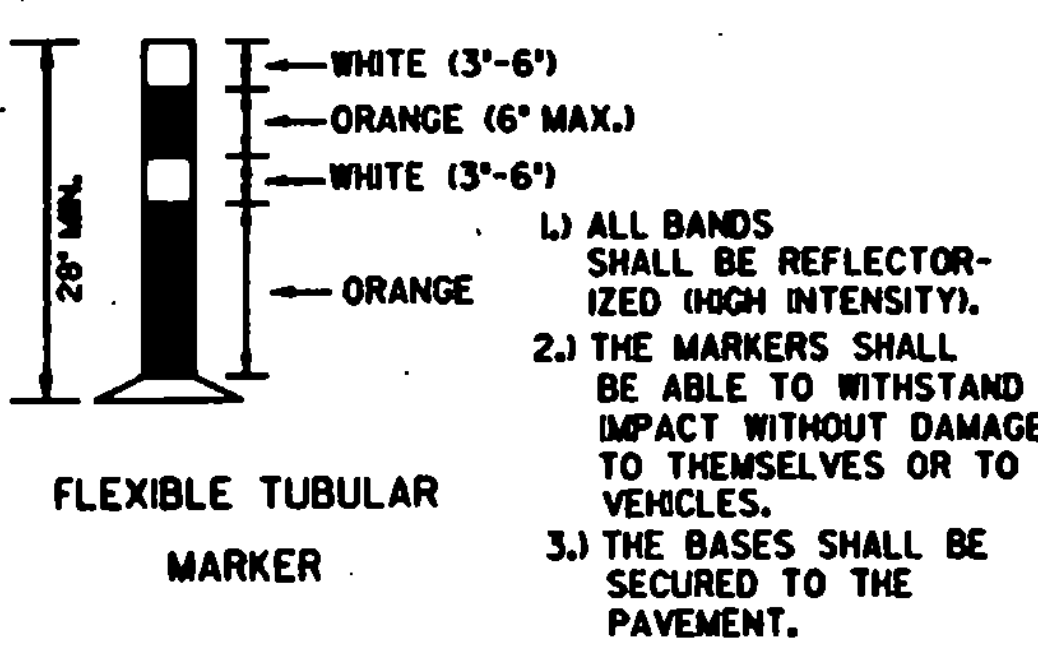 WHITE (3"-6")
ORANGE (6" MAX.)
WHITE (3"-6")
28" MIN.
ORANGE
FLEXIBLE TUBULAR
MARKER
1.) ALL BANDS
SHALL BE REFLECTOR-
IZED (HIGH INTENSITY).
2.) THE MARKERS SHALL
BE ABLE TO WITHSTAND
IMPACT WITHOUT DAMAGE
TO THEMSELVES OR TO
VEHICLES.
3.) THE BASES SHALL BE
SECURED TO THE
PAVEMENT.